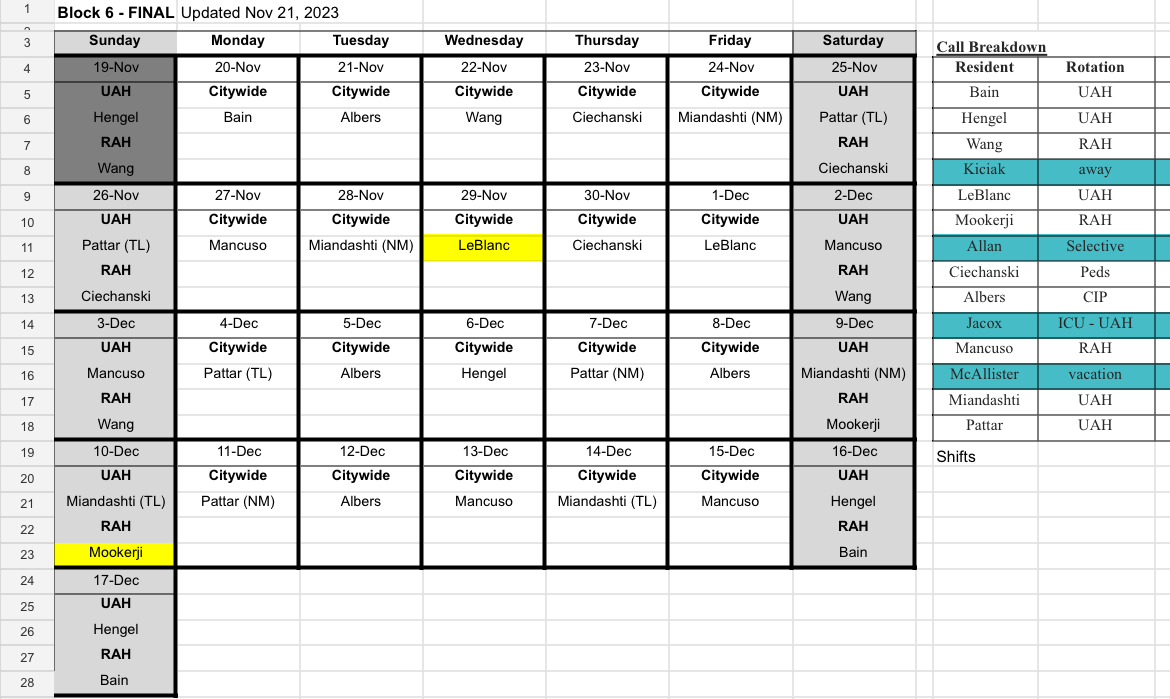 1 Block 6 - FINAL Updated Nov 21, 2023
3 Sunday Monday Tuesday Wednesday Thursday Friday Saturday Call Breakdown
4 19-Nov 20-Nov 21-Nov 22-Nov 23-Nov 24-Nov 25-Nov Resident Rotation
5 UAH Citywide Citywide Citywide Citywide Citywide UAH Bain UAH
6 Hengel Bain Albers Wang Ciechanski Miandashti (NM) Pattar (TL) Hengel UAH
7 RAH RAH Wang RAH
8 Wang Ciechanski Kiciak away
9 26-Nov 27-Nov 28-Nov 29-Nov 30-Nov 1-Dec 2-Dec LeBlanc UAH
10 UAH Citywide Citywide Citywide Citywide Citywide UAH Mookerji RAH
11 Pattar (TL) Mancuso Miandashti (NM) LeBlanc Ciechanski LeBlanc Mancuso Allan Selective
12 RAH RAH Ciechanski Peds
13 Ciechanski Wang Albers CIP
14 3-Dec 4-Dec 5-Dec 6-Dec 7-Dec 8-Dec 9-Dec Jacox ICU - UAH
15 UAH Citywide Citywide Citywide Citywide Citywide UAH Mancuso RAH
16 Mancuso Pattar (TL) Albers Hengel Pattar (NM) Albers Miandashti (NM) McAllister vacation
17 RAH RAH Miandashti UAH
18 Wang Mookerji Pattar UAH
19 10-Dec 11-Dec 12-Dec 13-Dec 14-Dec 15-Dec 16-Dec Shifts
20 UAH Citywide Citywide Citywide Citywide Citywide UAH
21 Miandashti (TL) Pattar (NM) Albers Mancuso Miandashti (TL) Mancuso Hengel
22 RAH RAH
23 Mookerji Bain
24 17-Dec
25 UAH
26 Hengel
27 RAH
28 Bain